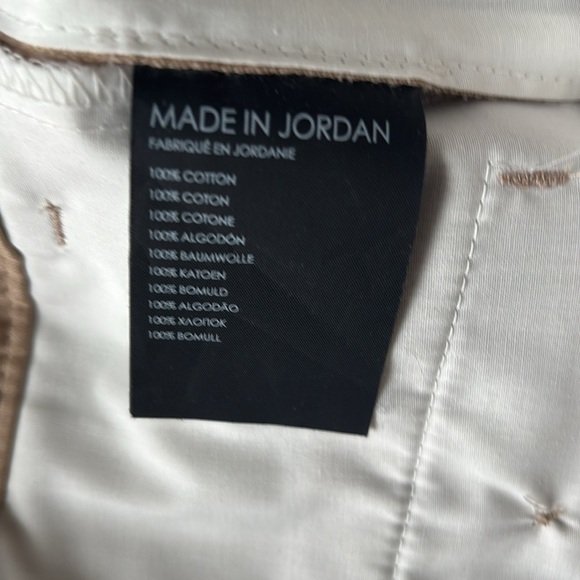 MADE IN JORDAN
FABRIQUÉ EN JORDANIE
100% COTTON
100% COTON
100% COTONE
100% ALGODÓN
100% BAUMWOLLE
100% KATOEN
100% BOMULD
100% ALGODÃO
100% ХЛОПОК
100% BOMULL